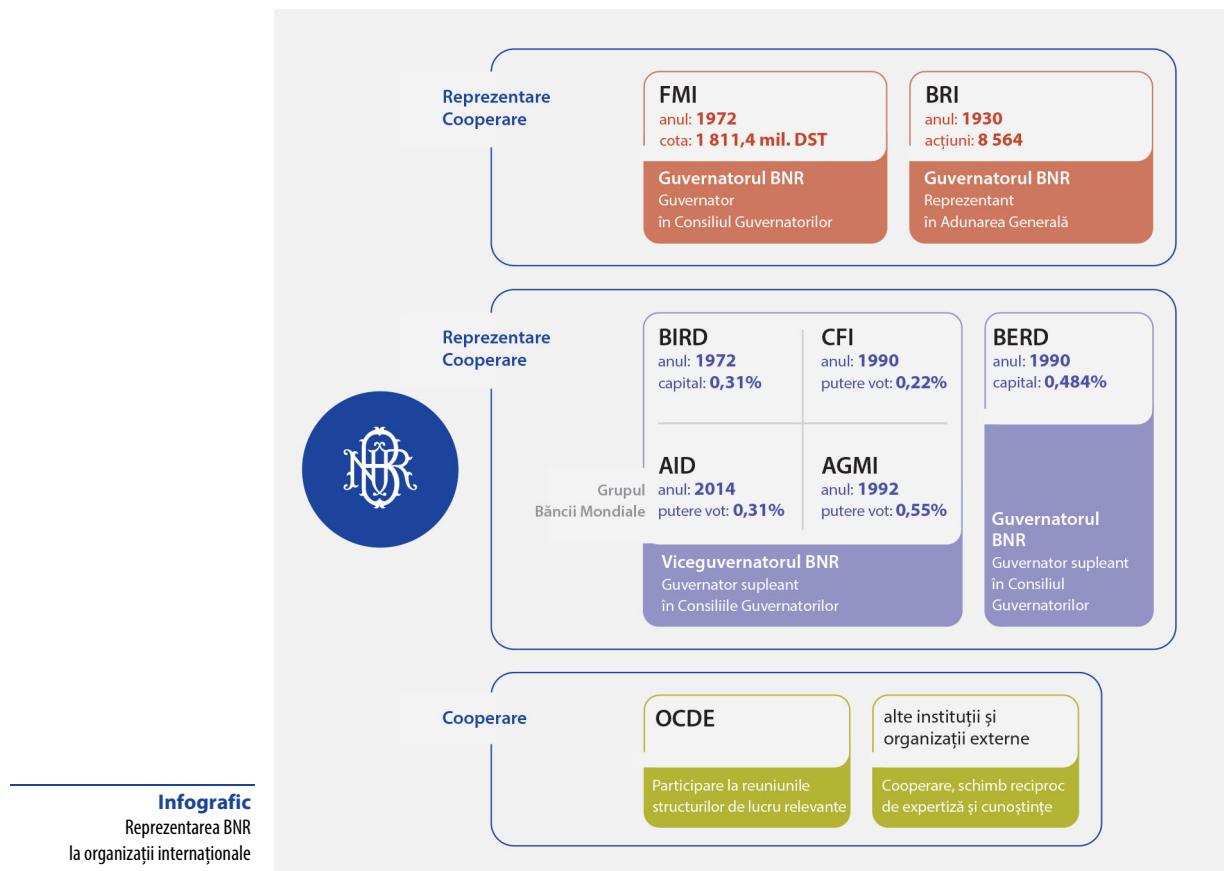 Reprezentare
Cooperare
FMI
anul: 1972
cota: 1 811,4 mil. DST
Guvernatorul BNR
Guvernator
în Consiliul Guvernatorilor
BRI
anul: 1930
acțiuni: 8 564
Guvernatorul BNR
Reprezentant
în Adunarea Generală
Reprezentare
Cooperare
Grupul
Băncii Mondiale
BIRD
anul: 1972
capital: 0,31%
CFI
anul: 1990
putere vot: 0,22%
AID
anul: 2014
putere vot: 0,31%
AGMI
anul: 1992
putere vot: 0,55%
Viceguvernatorul BNR
Guvernator supleant
în Consiliile Guvernatorilor
BERD
anul: 1990
capital: 0,484%
Guvernatorul
BNR
Guvernator supleant
în Consiliul
Guvernatorilor
BNR
Cooperare
OCDE
Participare la reuniunile
structurilor de lucru relevante
alte instituții și
organizații externe
Cooperare, schimb reciproc
de expertiză și cunoștințe
Infografic
Reprezentarea BNR
la organizații internaționale